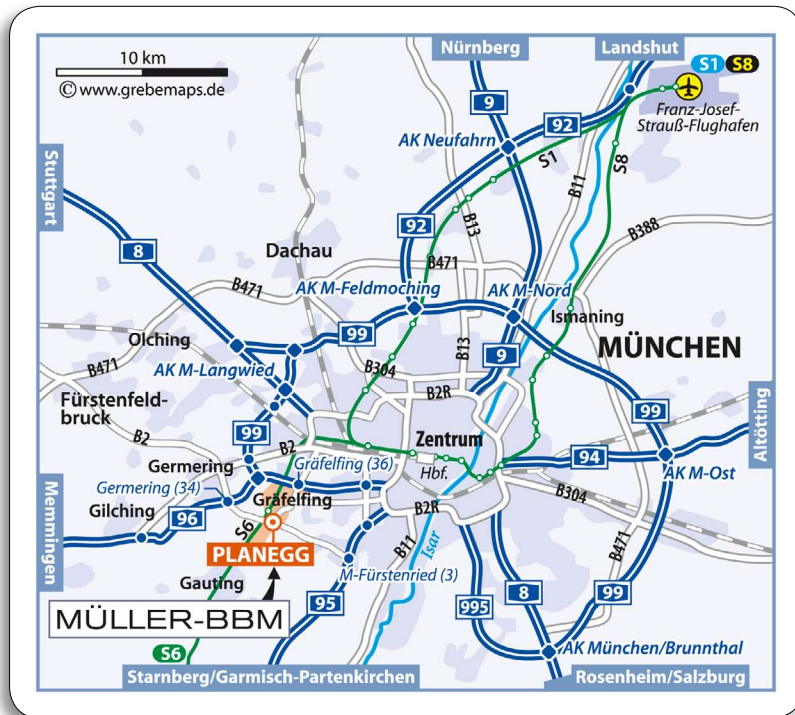 Nürnberg
Landshut
10 km
© www.grebemaps.de
S1 S8
9
92
Franz-Josef-
Strauß-Flughafen
AK Neufahrn
S1
S8
B11
Stuttgart
92
B13
B388
8
Dachau
B471
B471
AK M-Feldmoching
AK M-Nord
Ismaning
99
Olching
B13
MÜNCHEN
9
B471
AK M-Langwied
B304
B2R
Fürstenfeld-
bruck
99
Altötting
B2
99
B2
Zentrum
Germering
Gräfelfing (36)
Hbf.
94
AK M-Ost
Germering (34)
Gräfelfing
B304
Memmingen
Gilching
96
S6
B2R
PLANEGG
B11
Isar
B471
Gauting
M-Fürstenried (3)
MÜLLER-BBM
95
995
8
99
S6
AK München/Brunnthal
Starnberg/Garmisch-Partenkirchen
Rosenheim/Salzburg